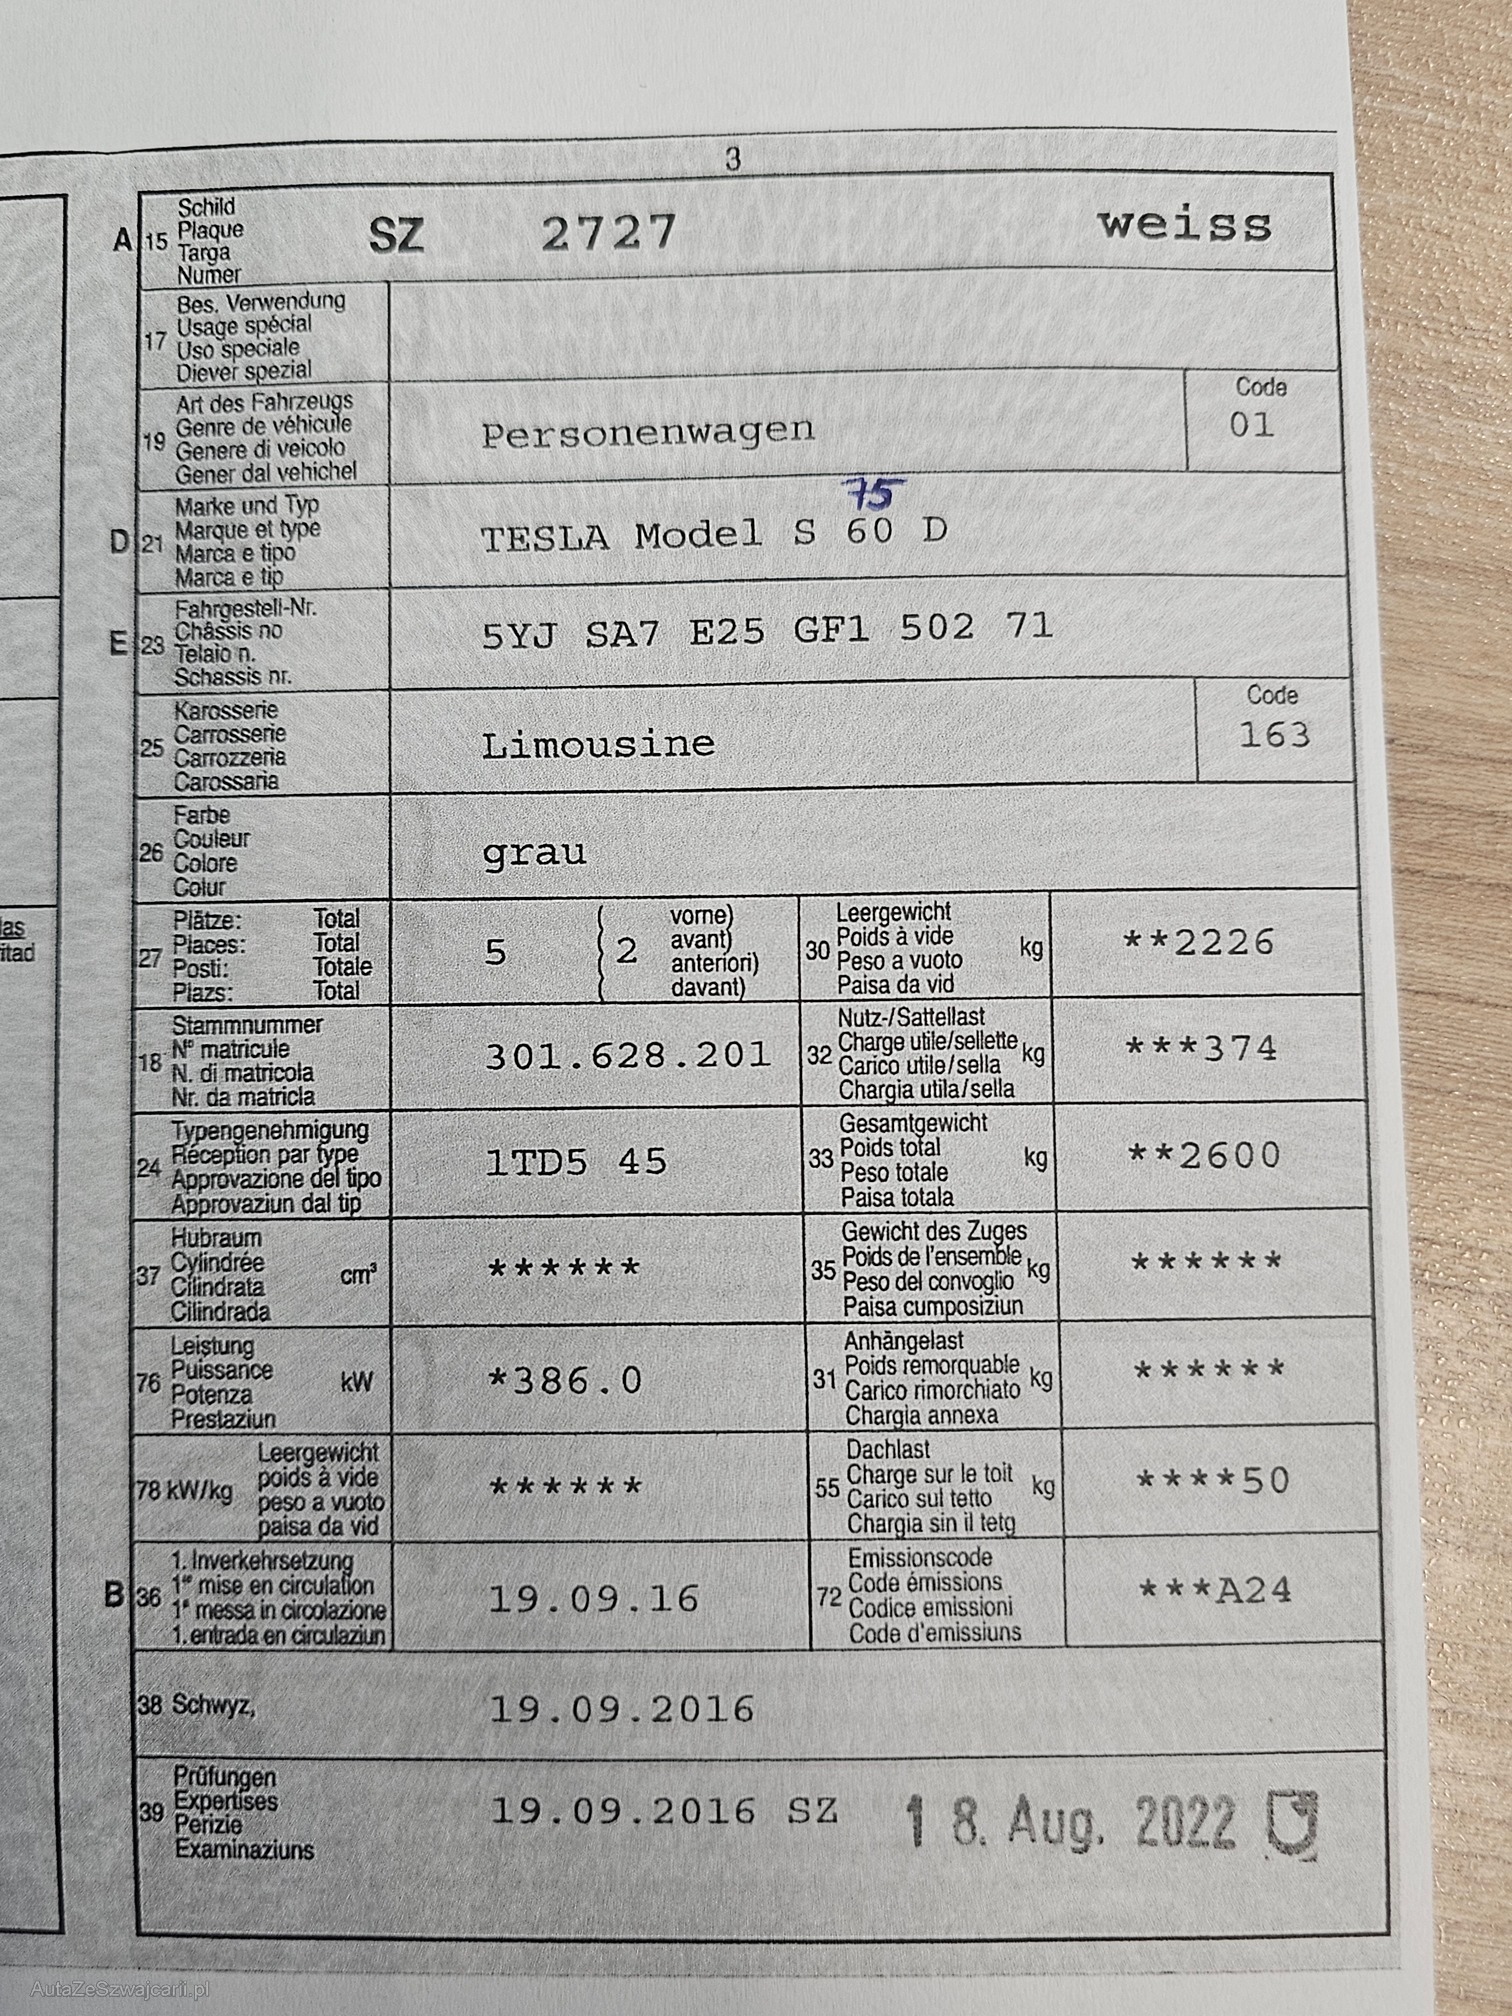 3
A 15 Schild
Plaque
Targa
Numer
SZ 2727 weiss
17 Bes. Verwendung
Usage spécial
Uso speciale
Diever spezial
19 Art des Fahrzeugs
Genre de véhicule
Genere di veicolo
Gener dal vehichel
Personenwagen
Code
01
D 21 Marke und Typ
Marque et type
Marca e tipo
Marca e tip
75
TESLA Model S 60 D
E 23 Fahrgestell-Nr.
Châssis no
Telaio n.
Schassis nr.
5YJ SA7 E25 GF1 502 71
25 Karosserie
Carrosserie
Carrozzeria
Carossaria
Limousine
Code
163
26 Farbe
Couleur
Colore
Colur
grau
las
itad
27 Plätze: Total
Places: Total
Posti: Totale
Plazs: Total
5 2 vorne)
avant)
anteriori)
davant)
30 Leergewicht
Poids à vide
Peso a vuoto
Paisa da vid
kg **2226
18 Stammnummer
N° matricule
N. di matricola
Nr. da matricla
301.628.201
32 Nutz-/Sattellast
Charge utile/sellette
Carico utile/sella
Chargia utila/sella
kg ***374
24 Typengenehmigung
Réception par type
Approvazione del tipo
Approvaziun dal tip
1TD5 45
33 Gesamtgewicht
Poids total
Peso totale
Paisa totala
kg **2600
37 Hubraum
Cylindrée
Cilindrata
Cilindrada
cm³ ******
35 Gewicht des Zuges
Poids de l'ensemble
Peso del convoglio
Paisa cumposiziun
kg ******
76 Leistung
Puissance
Potenza
Prestaziun
kW *386.0
31 Anhängelast
Poids remorquable
Carico rimorchiato
Chargia annexa
kg ******
78 kW/kg Leergewicht
poids à vide
peso a vuoto
paisa da vid
******
55 Dachlast
Charge sur le toit
Carico sul tetto
Chargia sin il tetg
kg ****50
B 36 1. Inverkehrsetzung
1re mise en circulation
1a messa in circolazione
1. entrada en circulaziun
19.09.16
72 Emissionscode
Code émissions
Codice emissioni
Code d'emissiuns
***A24
38 Schwyz, 19.09.2016
39 Prüfungen
Expertises
Perizie
Examinaziuns
19.09.2016 SZ 18. Aug. 2022
AutaZeSzwajcarii.pl